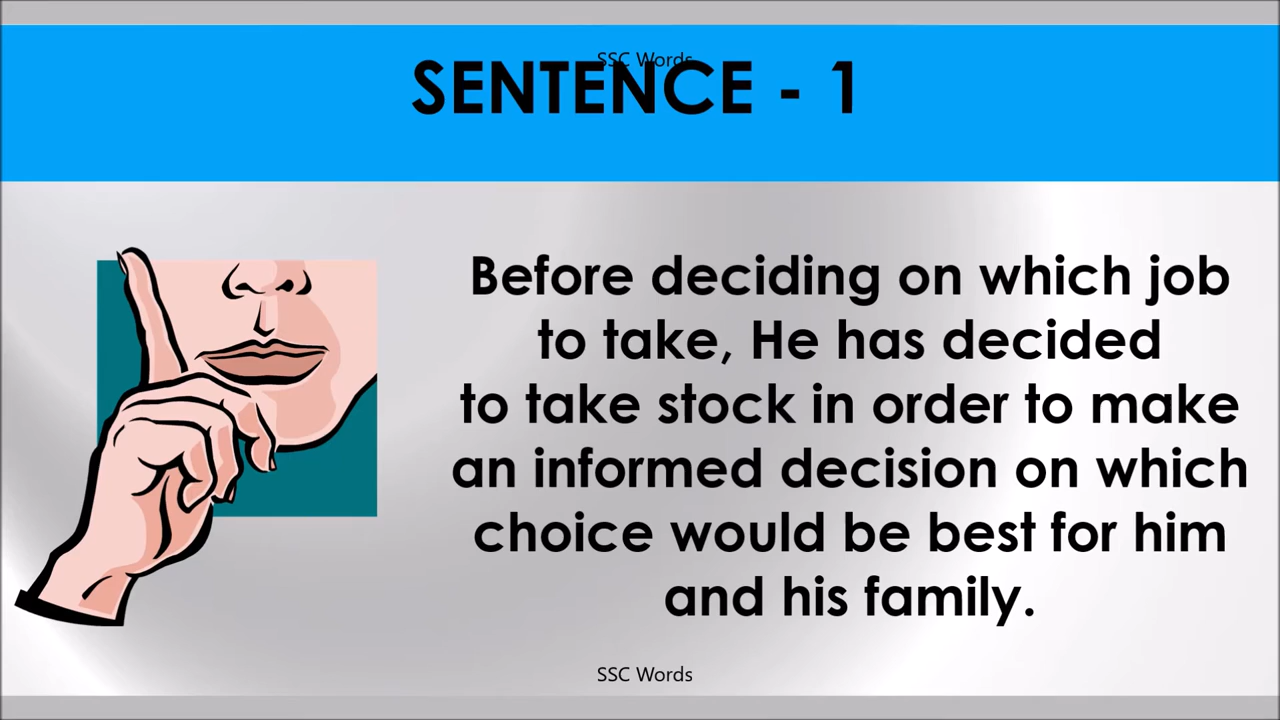 SSC Words
SENTENCE - 1
Before deciding on which job
to take, He has decided
to take stock in order to make
an informed decision on which
choice would be best for him
and his family.
SSC Words